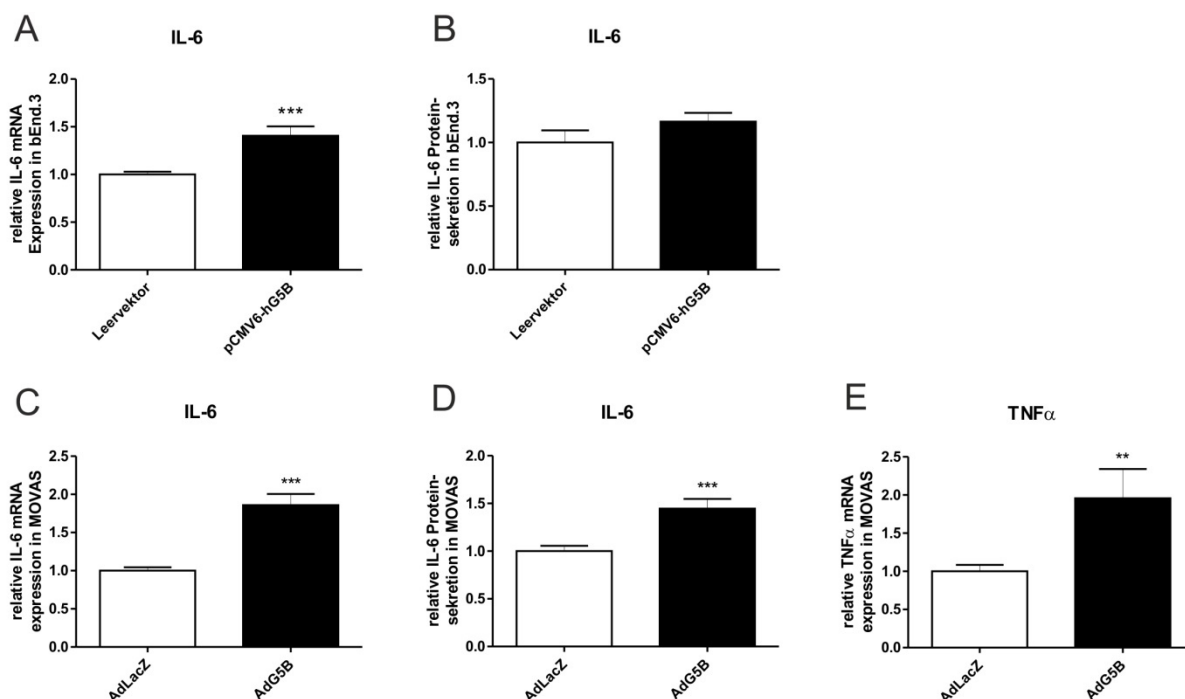 A
IL-6
relative IL-6 mRNA
Expression in bEnd.3
2.0
1.5
1.0
0.5
0.0
***
Leervektor
pCMV6-hG5B
B
IL-6
relative IL-6 Protein-
sekretion in bEnd.3
1.5
1.0
0.5
0.0
Leervektor
pCMV6-hG5B
C
IL-6
relative IL-6 mRNA
expression in MOVAS
2.5
2.0
1.5
1.0
0.5
0.0
***
AdLacZ
AdG5B
D
IL-6
relative IL-6 Protein-
sekretion in MOVAS
2.0
1.5
1.0
0.5
0.0
***
AdLacZ
AdG5B
E
TNFα
relative TNFα mRNA
expression in MOVAS
2.5
2.0
1.5
1.0
0.5
0.0
**
AdLacZ
AdG5B